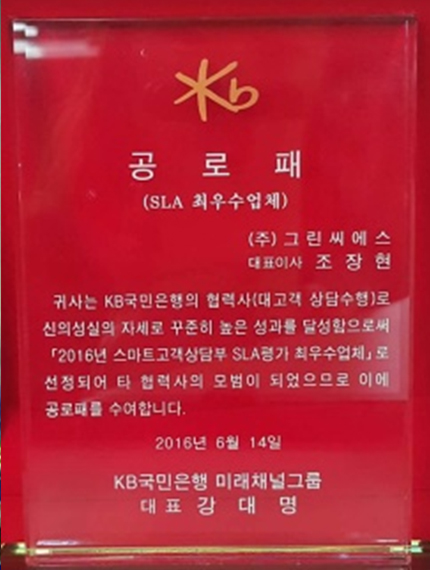 Kb
공로패
(SLA 최우수업체)
(주) 그린씨에스
대표이사 조장현
귀사는 KB국민은행의 협력사(대고객 상담수행)로
신의성실의 자세로 꾸준히 높은 성과를 달성함으로써
「2016년 스마트고객상담부 SLA평가 최우수업체」로
선정되어 타 협력사의 모범이 되었으므로 이에
공로패를 수여합니다.
2016년 6월 14일
KB국민은행 미래채널그룹
대표 강대명